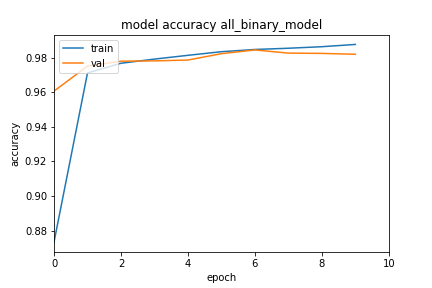 model accuracy all_binary_model
train
val
0.98
0.96
0.94
0.92
0.90
0.88
accuracy
0 2 4 6 8 10
epoch